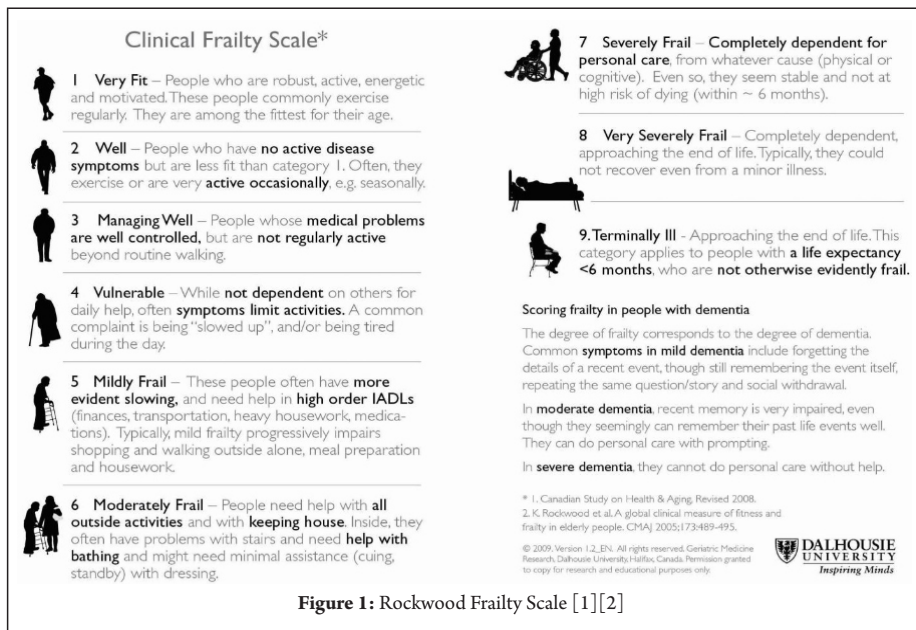 Clinical Frailty Scale*
1 Very Fit – People who are robust, active, energetic
and motivated. These people commonly exercise
regularly. They are among the fittest for their age.
2 Well – People who have no active disease
symptoms but are less fit than category 1. Often, they
exercise or are very active occasionally, e.g. seasonally.
3 Managing Well – People whose medical problems
are well controlled, but are not regularly active
beyond routine walking.
4 Vulnerable – While not dependent on others for
daily help, often symptoms limit activities. A common
complaint is being "slowed up", and/or being tired
during the day.
5 Mildly Frail – These people often have more
evident slowing, and need help in high order IADLs
(finances, transportation, heavy housework, medica-
tions). Typically, mild frailty progressively impairs
shopping and walking outside alone, meal preparation
and housework.
6 Moderately Frail – People need help with all
outside activities and with keeping house. Inside, they
often have problems with stairs and need help with
bathing and might need minimal assistance (cuing,
standby) with dressing.
7 Severely Frail – Completely dependent for
personal care, from whatever cause (physical or
cognitive). Even so, they seem stable and not at
high risk of dying (within ~ 6 months).
8 Very Severely Frail – Completely dependent,
approaching the end of life. Typically, they could
not recover even from a minor illness.
9. Terminally Ill - Approaching the end of life. This
category applies to people with a life expectancy
<6 months, who are not otherwise evidently frail.
Scoring frailty in people with dementia
The degree of frailty corresponds to the degree of dementia.
Common symptoms in mild dementia include forgetting the
details of a recent event, though still remembering the event itself,
repeating the same question/story and social withdrawal.
In moderate dementia, recent memory is very impaired, even
though they seemingly can remember their past life events well.
They can do personal care with prompting.
In severe dementia, they cannot do personal care without help.
* 1. Canadian Study on Health & Aging, Revised 2008.
2. K. Rockwood et al. A global clinical measure of fitness and
frailty in elderly people. CMAJ 2005;173:489-495.
© 2009. Version 1.2_EN. All rights reserved. Geriatric Medicine
Research, Dalhousie University, Halifax, Canada. Permission granted
to copy for research and educational purposes only.
DALHOUSIE
UNIVERSITY
Inspiring Minds
Figure 1: Rockwood Frailty Scale [1][2]